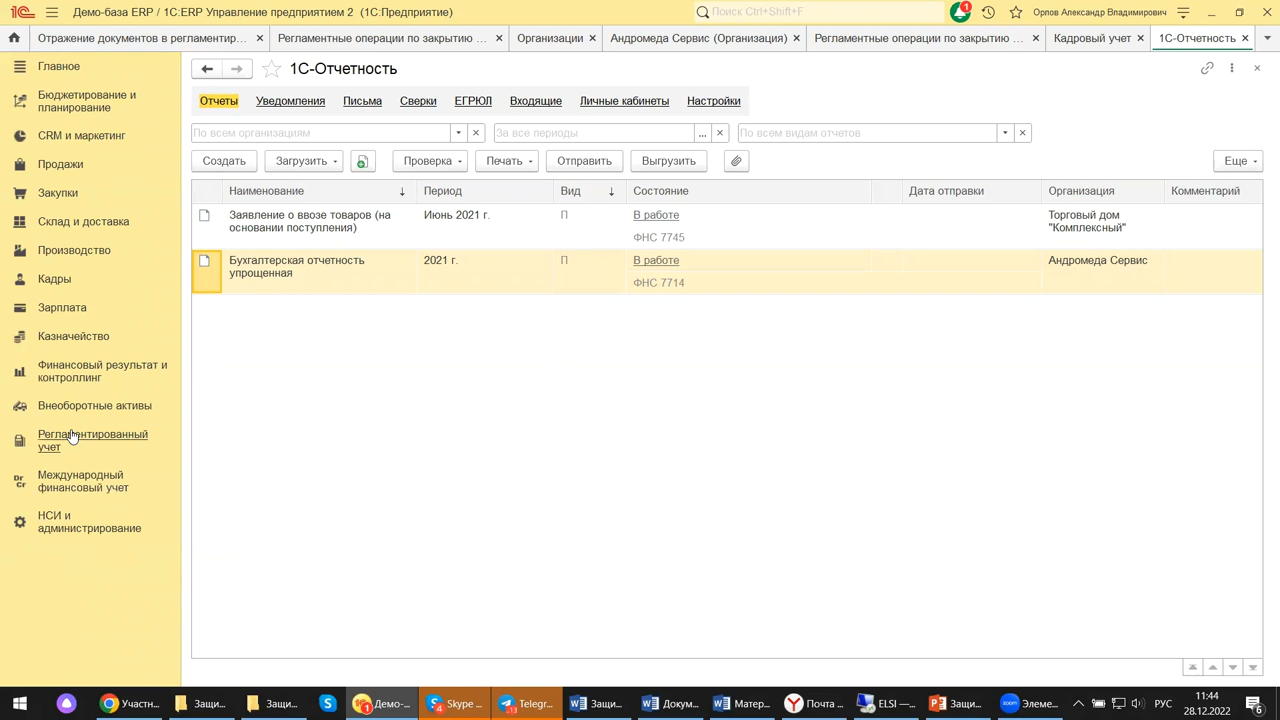 Демо-база ERP / 1С:ERP Управление предприятием 2 (1С:Предприятие)
Поиск Ctrl+Shift+F
1
Орлов Александр Владимирович
Отражение документов в регламентир...
Регламентные операции по закрытию ...
Организации
Андромеда Сервис (Организация)
Регламентные операции по закрытию ...
Кадровый учет
1С-Отчетность
Главное
Бюджетирование и
планирование
CRM и маркетинг
Продажи
Закупки
Склад и доставка
Производство
Кадры
Зарплата
Казначейство
Финансовый результат и
контроллинг
Внеоборотные активы
Регламентированный
учет
Международный
финансовый учет
НСИ и
администрирование
1С-Отчетность
Отчеты Уведомления Письма Сверки ЕГРЮЛ Входящие Личные кабинеты Настройки
По всем организациям За все периоды ... По всем видам отчетов
Создать Загрузить Проверка Печать Отправить Выгрузить Еще
Наименование Период Вид Состояние Дата отправки Организация Комментарий
Заявление о ввозе товаров (на
основании поступления)
Июнь 2021 г.
П
В работе
ФНС 7745
Торговый дом
"Комплексный"
Бухгалтерская отчетность
упрощенная
2021 г.
П
В работе
ФНС 7714
Андромеда Сервис
Участн...
Защи...
Защи...
Демо-...
Skype ...
Telegr...
Защи...
Докум...
Матер...
Почта ...
ELSI —...
Защи...
Элеме...
РУС
11:44
28.12.2022
6